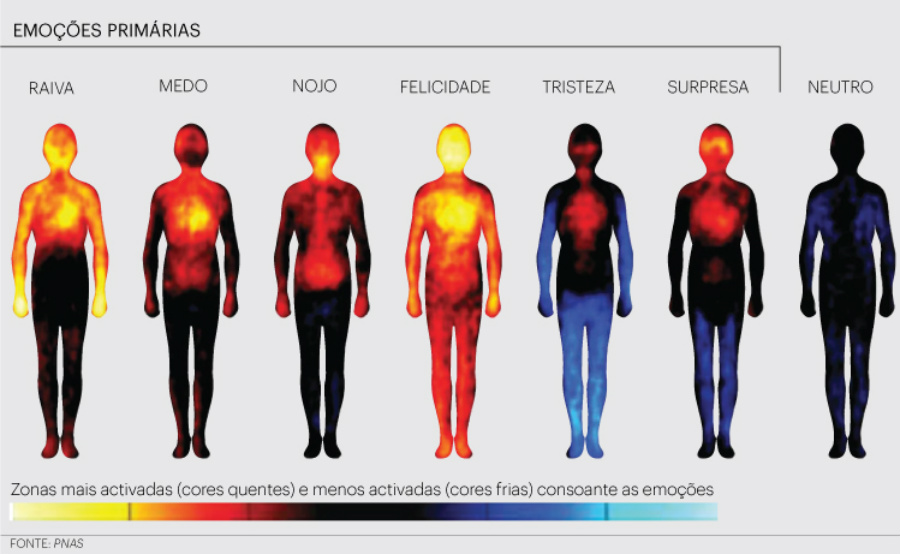 EMOÇÕES PRIMÁRIAS
RAIVA MEDO NOJO FELICIDADE TRISTEZA SURPRESA NEUTRO
Zonas mais activadas (cores quentes) e menos activadas (cores frias) consoante as emoções
FONTE: PNAS